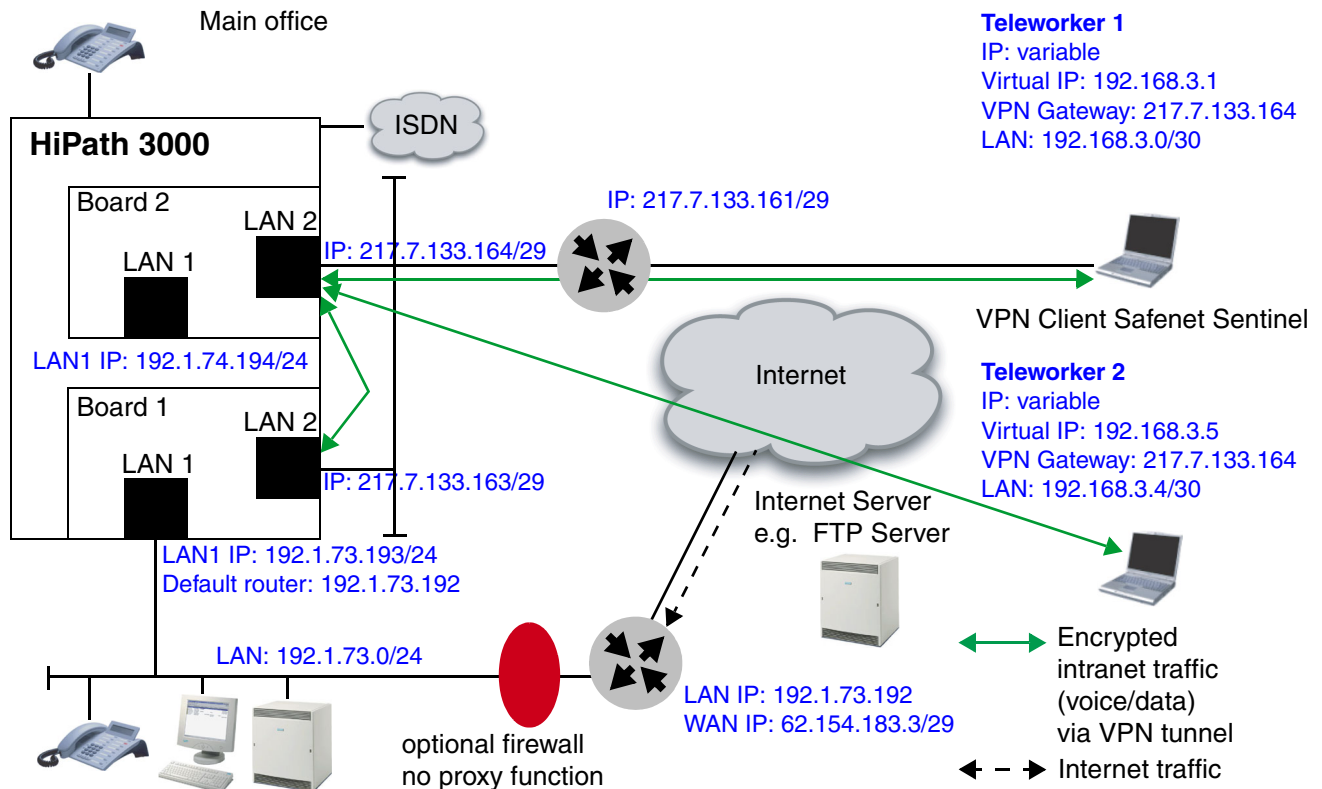 Main office
HiPath 3000
ISDN
Board 2
LAN 2
LAN 1
IP: 217.7.133.164/29
LAN1 IP: 192.1.74.194/24
Board 1
LAN 2
LAN 1
IP: 217.7.133.163/29
LAN1 IP: 192.1.73.193/24
Default router: 192.1.73.192
LAN: 192.1.73.0/24
optional firewall
no proxy function
IP: 217.7.133.161/29
Teleworker 1
IP: variable
Virtual IP: 192.168.3.1
VPN Gateway: 217.7.133.164
LAN: 192.168.3.0/30
VPN Client Safenet Sentinel
Internet
Teleworker 2
IP: variable
Virtual IP: 192.168.3.5
VPN Gateway: 217.7.133.164
LAN: 192.168.3.4/30
Internet Server
e.g. FTP Server
LAN IP: 192.1.73.192
WAN IP: 62.154.183.3/29
Encrypted
intranet traffic
(voice/data)
via VPN tunnel
Internet traffic